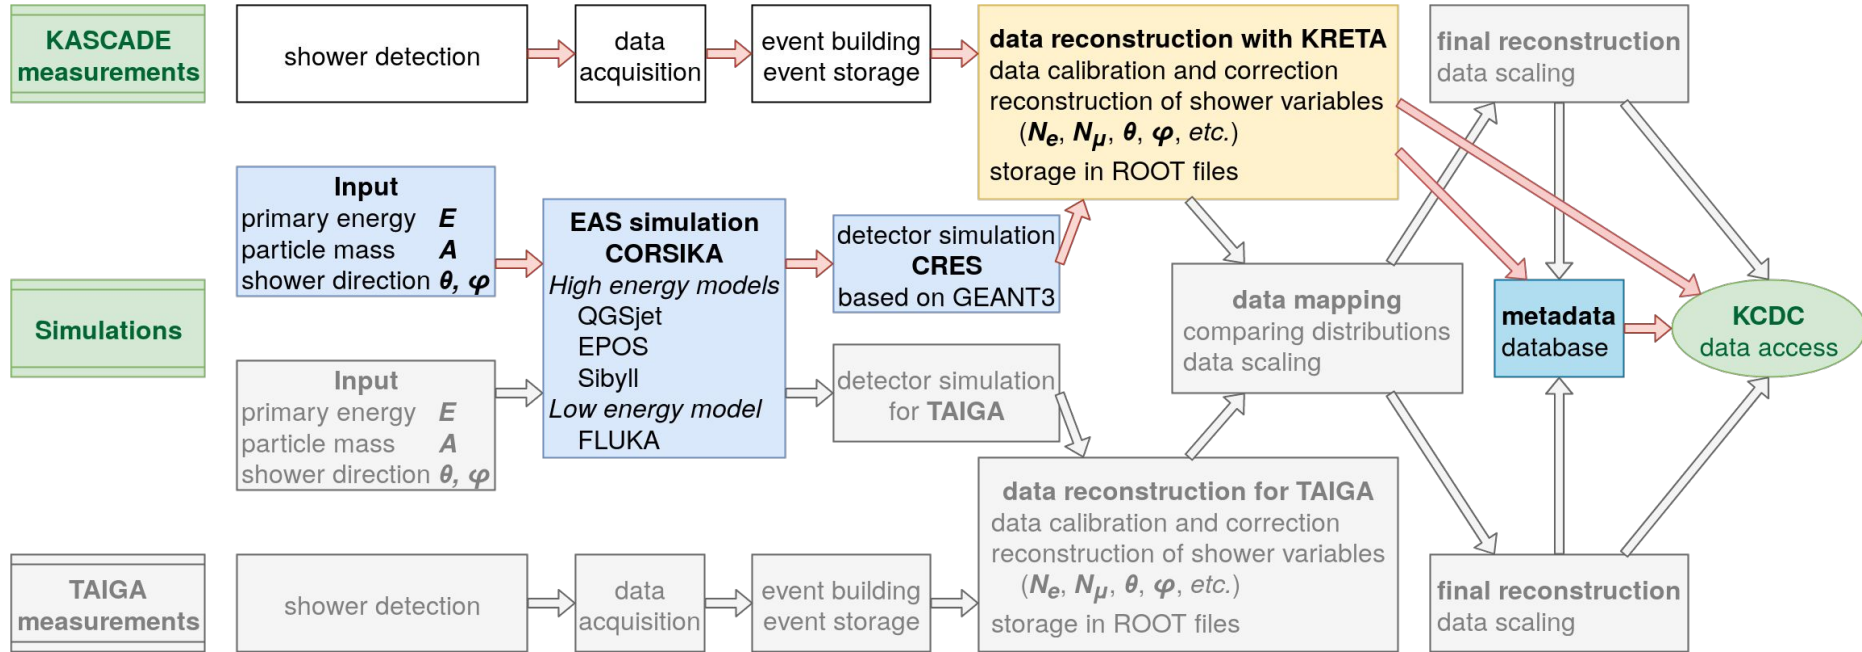 KASCADE
measurements
shower detection
data
acquisition
event building
event storage
data reconstruction with KRETA
data calibration and correction
reconstruction of shower variables
(Ne, Nμ, θ, φ, etc.)
storage in ROOT files
final reconstruction
data scaling
Simulations
Input
primary energy E
particle mass A
shower direction θ, φ
EAS simulation
CORSIKA
High energy models
QGSjet
EPOS
Sibyll
Low energy model
FLUKA
detector simulation
CRES
based on GEANT3
Input
primary energy E
particle mass A
shower direction θ, φ
detector simulation
for TAIGA
data mapping
comparing distributions
data scaling
metadata
database
KCDC
data access
TAIGA
measurements
shower detection
data
acquisition
event building
event storage
data reconstruction for TAIGA
data calibration and correction
reconstruction of shower variables
(Ne, Nμ, θ, φ, etc.)
storage in ROOT files
final reconstruction
data scaling